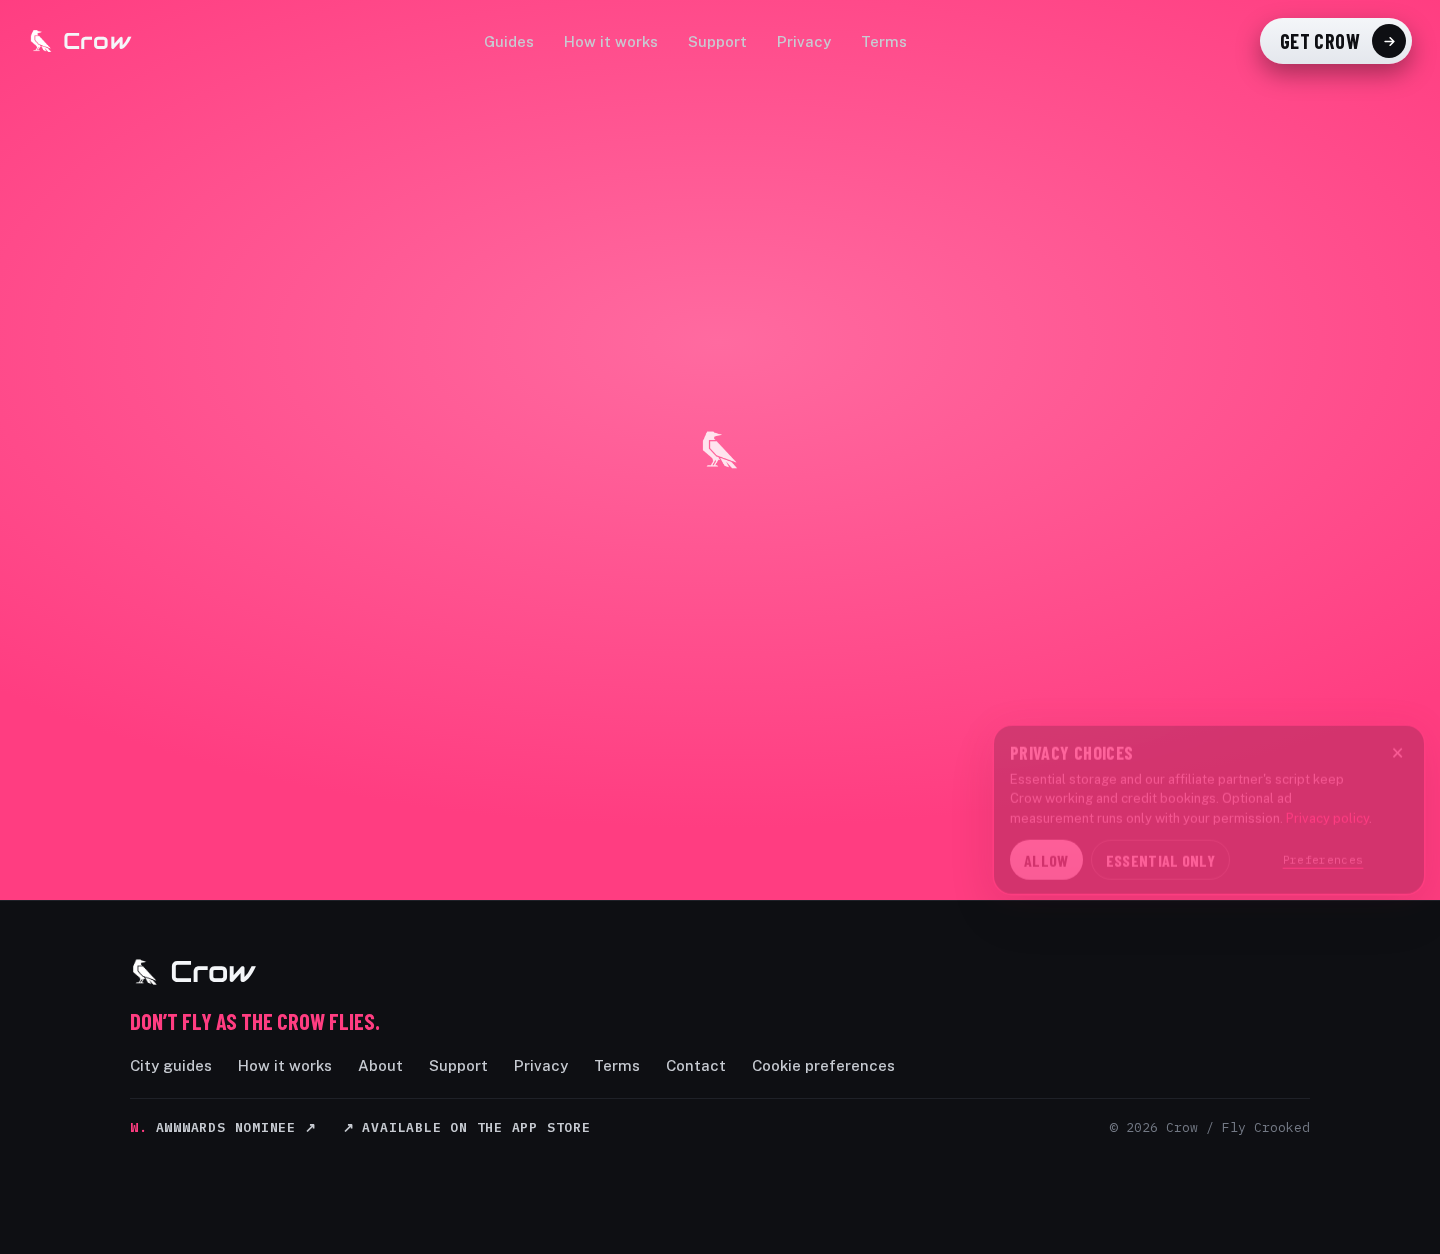 Crow
Guides How it works Support Privacy Terms
GET CROW →
PRIVACY CHOICES ×
Essential storage and our affiliate partner's script keep
Crow working and credit bookings. Optional ad
measurement runs only with your permission. Privacy policy.
ALLOW ESSENTIAL ONLY Preferences
Crow
DON'T FLY AS THE CROW FLIES.
City guides How it works About Support Privacy Terms Contact Cookie preferences
W. AWWWARDS NOMINEE ↗ ↗ AVAILABLE ON THE APP STORE © 2026 Crow / Fly Crooked